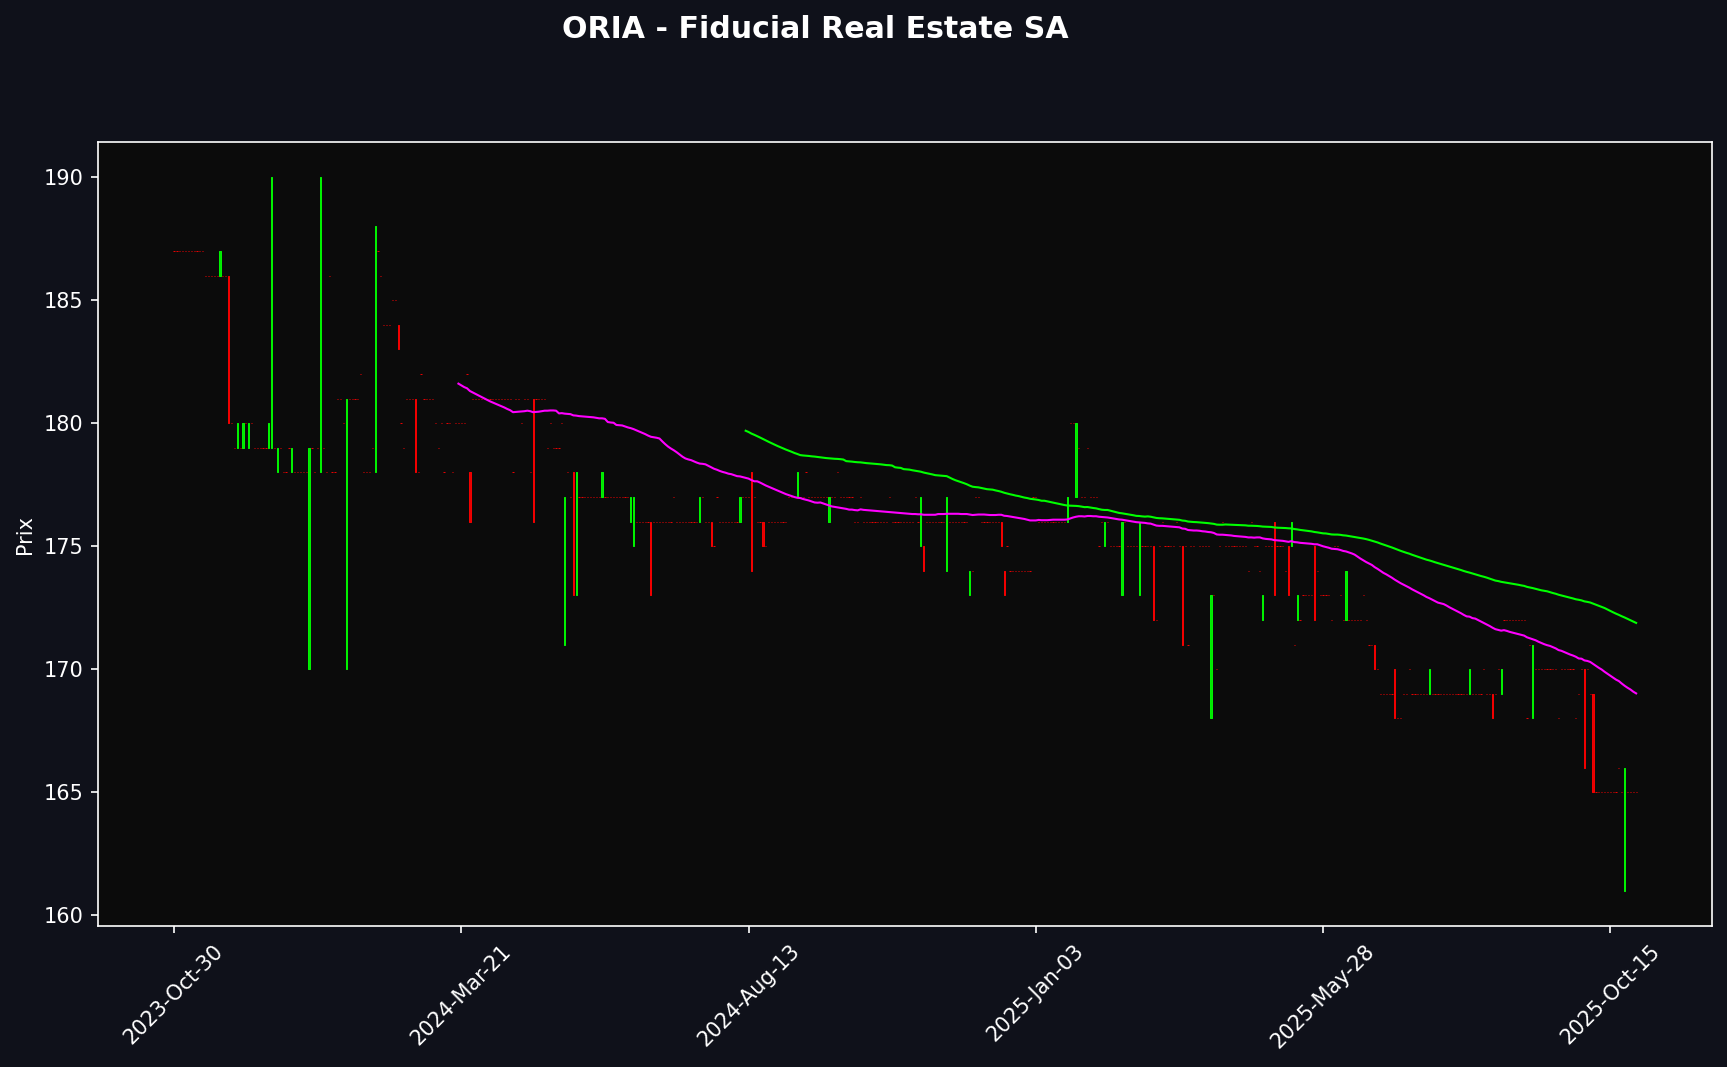 ORIA - Fiducial Real Estate SA
Prix
190
185
180
175
170
165
160
2023-Oct-30
2024-Mar-21
2024-Aug-13
2025-Jan-03
2025-May-28
2025-Oct-15